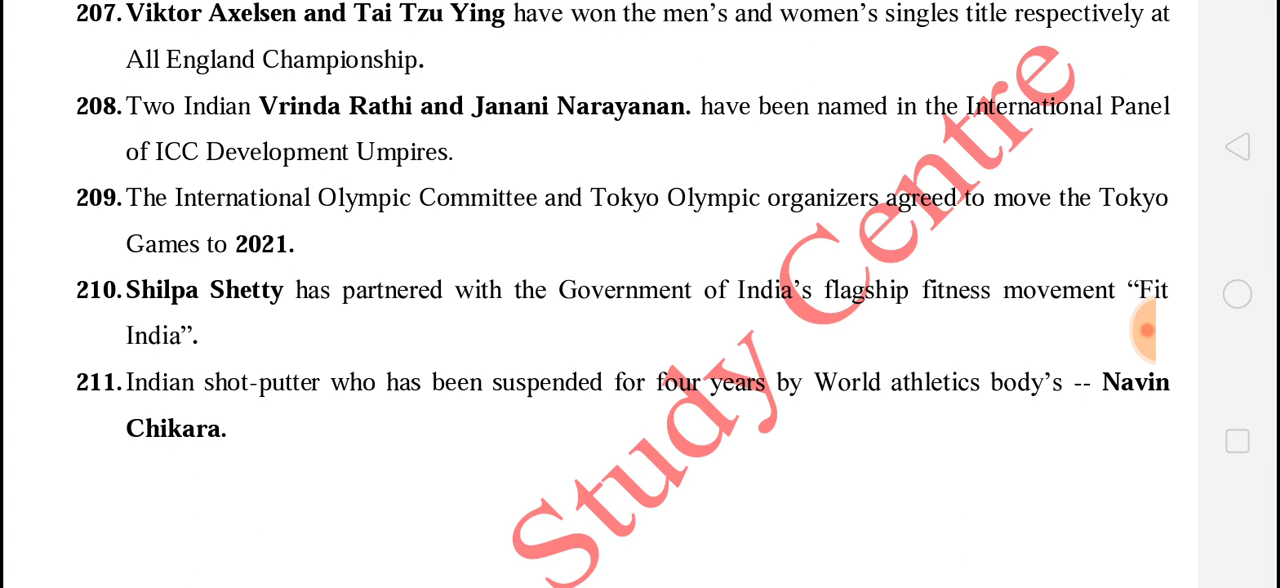 207. Viktor Axelsen and Tai Tzu Ying have won the men’s and women’s singles title respectively at
All England Championship.
208. Two Indian Vrinda Rathi and Janani Narayanan. have been named in the International Panel
of ICC Development Umpires.
209. The International Olympic Committee and Tokyo Olympic organizers agreed to move the Tokyo
Games to 2021.
210. Shilpa Shetty has partnered with the Government of India’s flagship fitness movement “Fit
India”.
211. Indian shot-putter who has been suspended for four years by World athletics body’s -- Navin
Chikara.
Study Centre